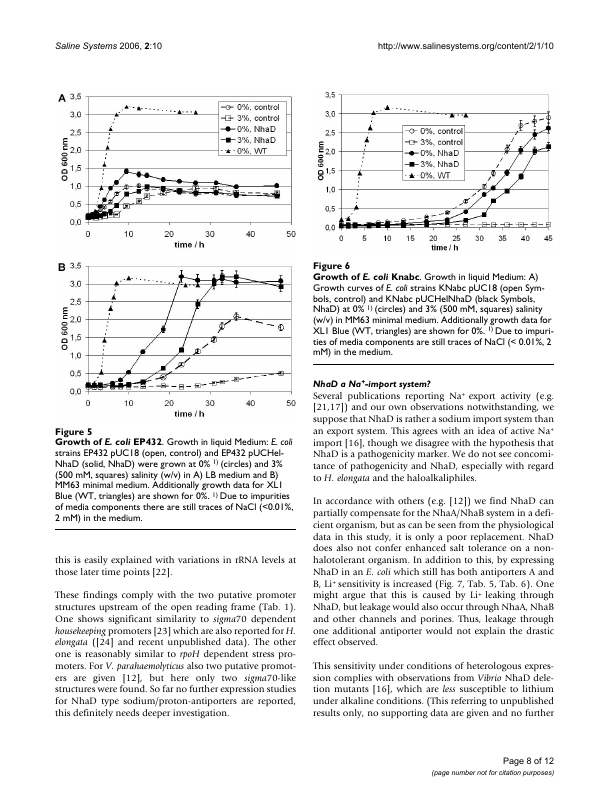 Saline Systems 2006, 2:10
http://www.salinesystems.org/content/2/1/10
A
3,5
3,0
2,5
2,0
1,5
1,0
0,5
0,0
OD 600 nm
0%, control
3%, control
0%, NhaD
3%, NhaD
0%, WT
0 10 20 30 40 50
time / h
B
3,5
3,0
2,5
2,0
1,5
1,0
0,5
0,0
OD 600 nm
0 10 20 30 40 50
time / h
Figure 5
Growth of E. coli EP432. Growth in liquid Medium: E. coli
strains EP432 pUC18 (open, control) and EP432 pUCHel-
NhaD (solid, NhaD) were grown at 0% 1) (circles) and 3%
(500 mM, squares) salinity (w/v) in A) LB medium and B)
MM63 minimal medium. Additionally growth data for XL1
Blue (WT, triangles) are shown for 0%. 1) Due to impurities
of media components there are still traces of NaCl (<0.01%,
2 mM) in the medium.
this is easily explained with variations in rRNA levels at
those later time points [22].
These findings comply with the two putative promoter
structures upstream of the open reading frame (Tab. 1).
One shows significant similarity to sigma70 dependent
housekeeping promoters [23] which are also reported for H.
elongata ([24] and recent unpublished data). The other
one is reasonably similar to rpoH dependent stress pro-
moters. For V. parahaemolyticus also two putative promot-
ers are given [12], but here only two sigma70-like
structures were found. So far no further expression studies
for NhaD type sodium/proton-antiporters are reported,
this definitely needs deeper investigation.
3,5
3,0
2,5
2,0
1,5
1,0
0,5
0,0
OD 600 nm
0%, control
3%, control
0%, NhaD
3%, NhaD
0%, WT
0 5 10 15 20 25 30 35 40 45
time / h
Figure 6
Growth of E. coli Knabc. Growth in liquid Medium: A)
Growth curves of E. coli strains KNabc pUC18 (open Sym-
bols, control) and KNabc pUCHelNhaD (black Symbols,
NhaD) at 0% 1) (circles) and 3% (500 mM, squares) salinity
(w/v) in MM63 minimal medium. Additionally growth data for
XL1 Blue (WT, triangles) are shown for 0%. 1) Due to impuri-
ties of media components are still traces of NaCl (< 0.01%, 2
mM) in the medium.
NhaD a Na+-import system?
Several publications reporting Na+ export activity (e.g.
[21,17]) and our own observations notwithstanding, we
suppose that NhaD is rather a sodium import system than
an export system. This agrees with an idea of active Na+
import [16], though we disagree with the hypothesis that
NhaD is a pathogenicity marker. We do not see concomi-
tance of pathogenicity and NhaD, especially with regard
to H. elongata and the haloalkaliphiles.
In accordance with others (e.g. [12]) we find NhaD can
partially compensate for the NhaA/NhaB system in a defi-
cient organism, but as can be seen from the physiological
data in this study, it is only a poor replacement. NhaD
does also not confer enhanced salt tolerance on a non-
halotolerant organism. In addition to this, by expressing
NhaD in an E. coli which still has both antiporters A and
B, Li+ sensitivity is increased (Fig. 7, Tab. 5, Tab. 6). One
might argue that this is caused by Li+ leaking through
NhaD, but leakage would also occur through NhaA, NhaB
and other channels and porines. Thus, leakage through
one additional antiporter would not explain the drastic
effect observed.
This sensitivity under conditions of heterologous expres-
sion complies with observations from Vibrio NhaD dele-
tion mutants [16], which are less susceptible to lithium
under alkaline conditions. (This referring to unpublished
results only, no supporting data are given and no further
Page 8 of 12
(page number not for citation purposes)